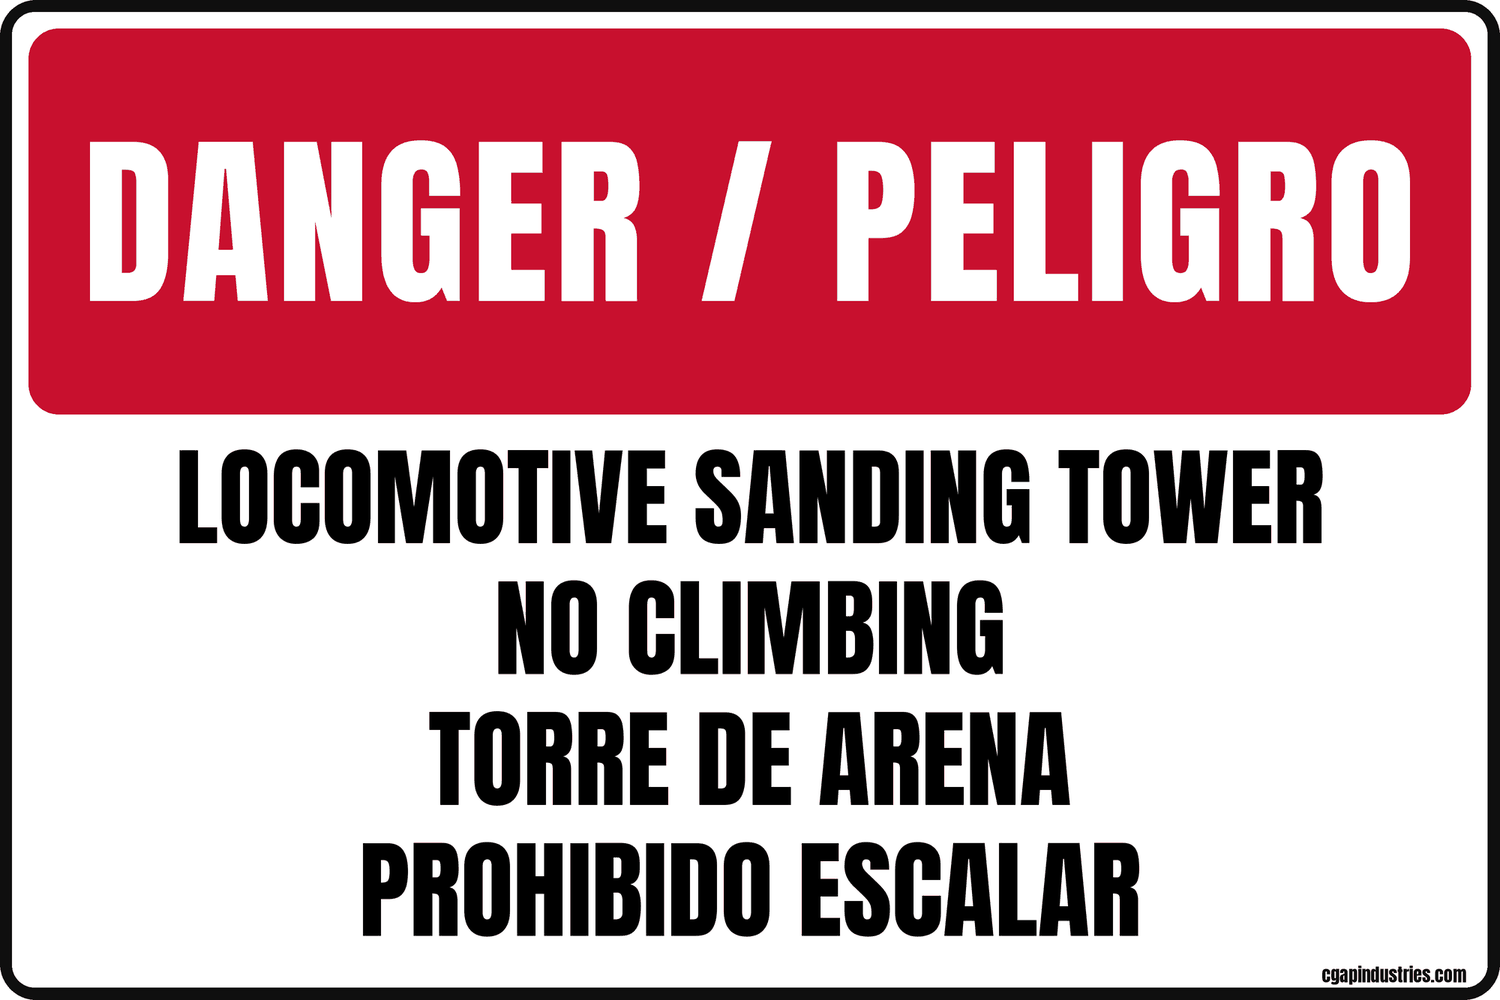 DANGER / PELIGRO
LOCOMOTIVE SANDING TOWER
NO CLIMBING
TORRE DE ARENA
PROHIBIDO ESCALAR
cgapindustries.com